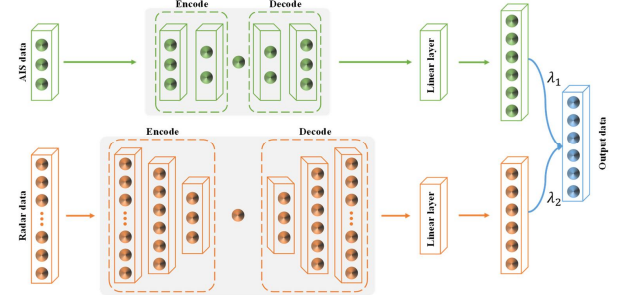 Encode
Decode
AIS data
Linear layer
λ1
Output data
Encode
Decode
Radar data
Linear layer
λ2